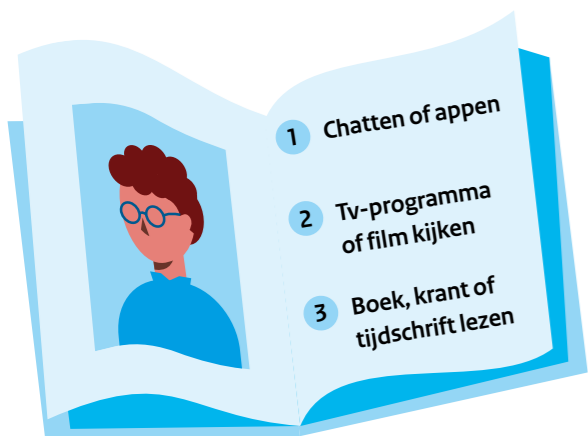 1 Chatten of appen
2 Tv-programma
of film kijken
3 Boek, krant of
tijdschrift lezen